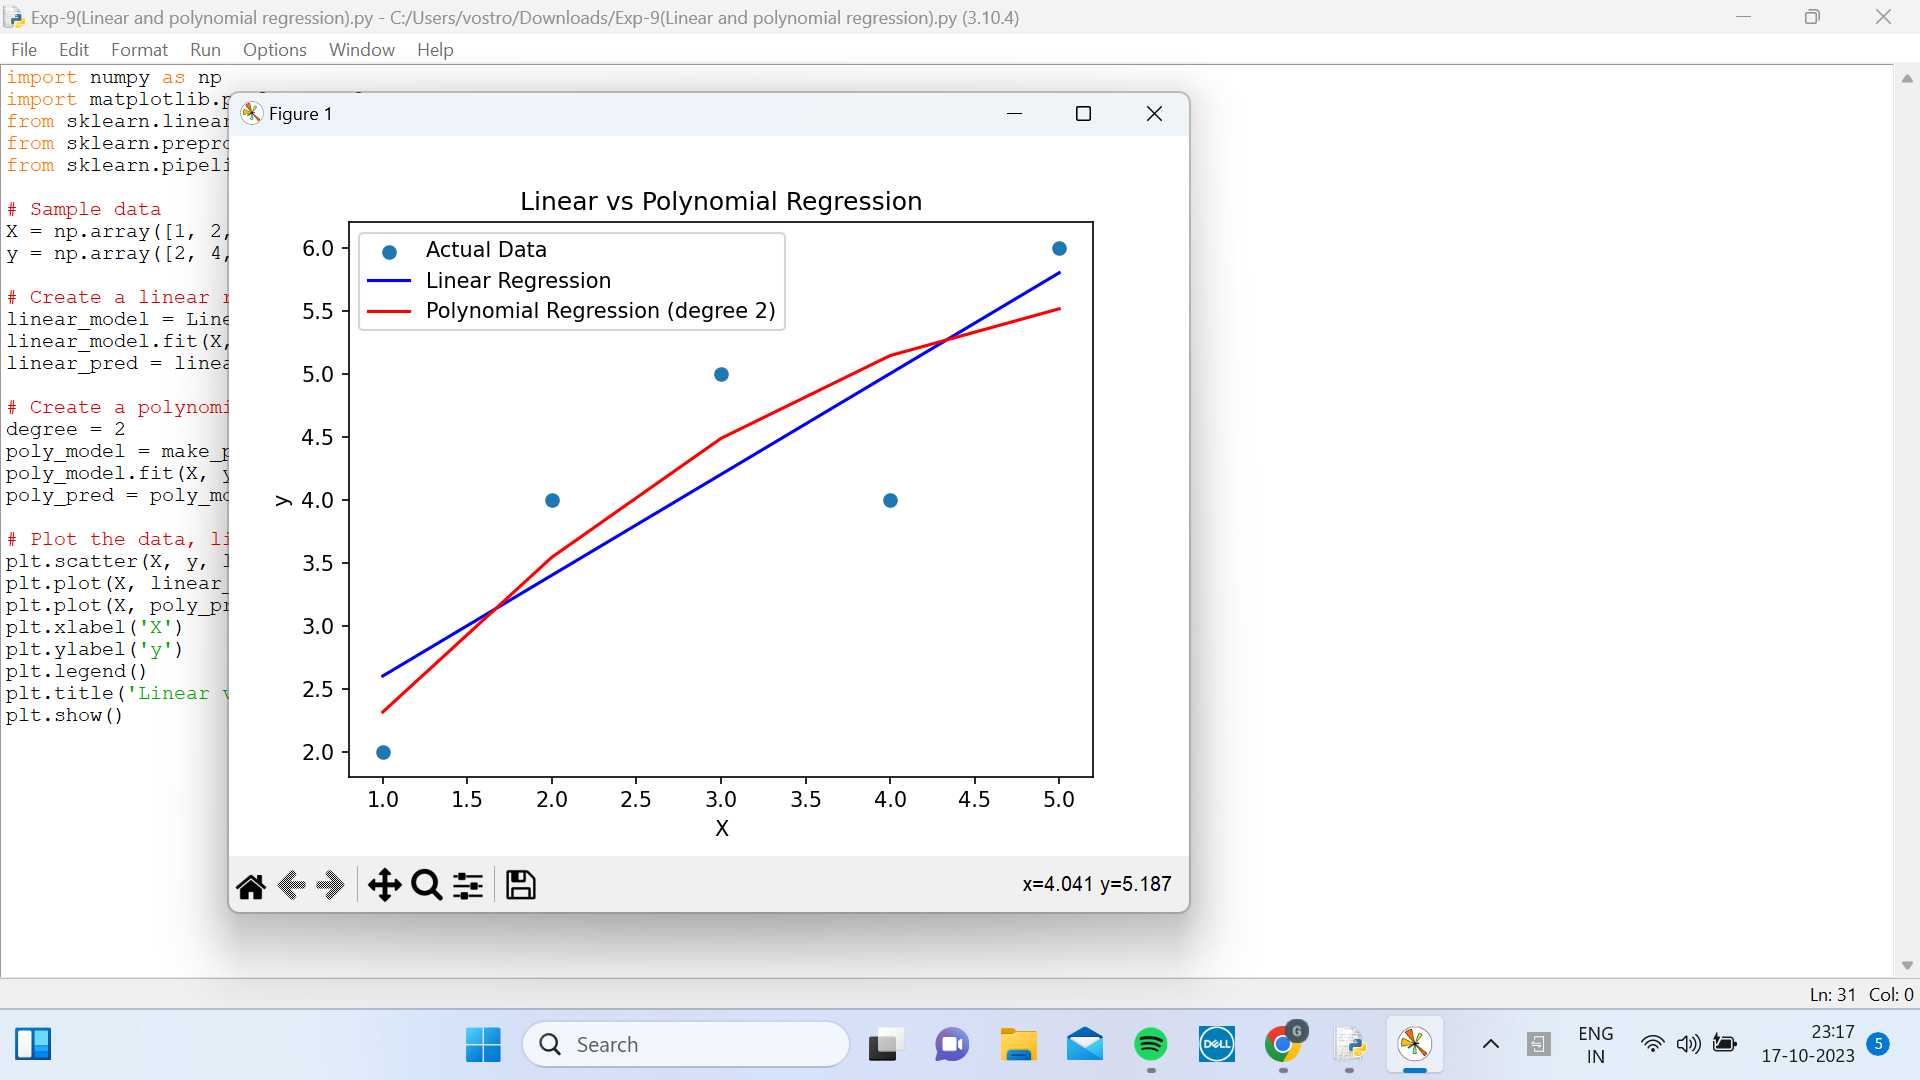 Exp-9(Linear and polynomial regression).py - C:/Users/vostro/Downloads/Exp-9(Linear and polynomial regression).py (3.10.4)
File Edit Format Run Options Window Help
import numpy as np
import matplotlib.p
from sklearn.linear
from sklearn.prepro
from sklearn.pipeli
# Sample data
X = np.array([1, 2,
y = np.array([2, 4,
# Create a linear r
linear_model = Line
linear_model.fit(X,
linear_pred = linea
# Create a polynomi
degree = 2
poly_model = make_p
poly_model.fit(X, y
poly_pred = poly_mo
# Plot the data, li
plt.scatter(X, y, l
plt.plot(X, linear_
plt.plot(X, poly_pr
plt.xlabel('X')
plt.ylabel('y')
plt.legend()
plt.title('Linear v
plt.show()
Figure 1
Linear vs Polynomial Regression
Actual Data
Linear Regression
Polynomial Regression (degree 2)
6.0
5.5
5.0
4.5
4.0
3.5
3.0
2.5
2.0
y
1.0 1.5 2.0 2.5 3.0 3.5 4.0 4.5 5.0
X
x=4.041 y=5.187
Ln: 31 Col: 0
Search
DELL
G
ENG
IN
23:17
17-10-2023
5